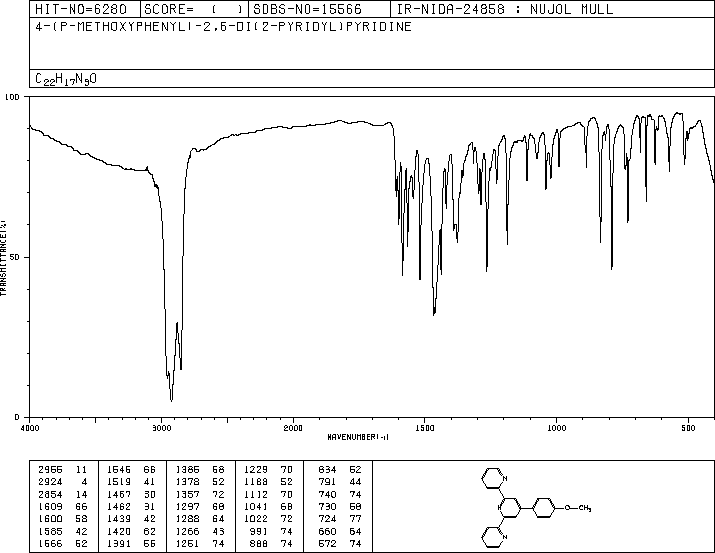 HIT-NO=6280 SCORE= ( ) SDBS-NO=15566 IR-NIDA-24858 : NUJOL MULL
4-(P-METHOXYPHENYL)-2,6-DI(2-PYRIDYL)PYRIDINE
C22H17N3O
100
50
0
TRANSMITTANCE(%)
4000 3000 2000 1500 1000 500
WAVENUMBER(-1)
2955 11 1546 66 1386 58 1229 70 834 52
2924 4 1519 41 1378 52 1188 52 791 44
2854 14 1467 30 1357 72 1112 70 740 74
1609 66 1462 31 1297 68 1041 68 730 58
1600 58 1439 42 1288 64 1022 72 724 77
1585 42 1420 62 1266 43 991 74 660 64
1566 52 1391 55 1251 74 888 74 572 74
N
N
N
O—CH3